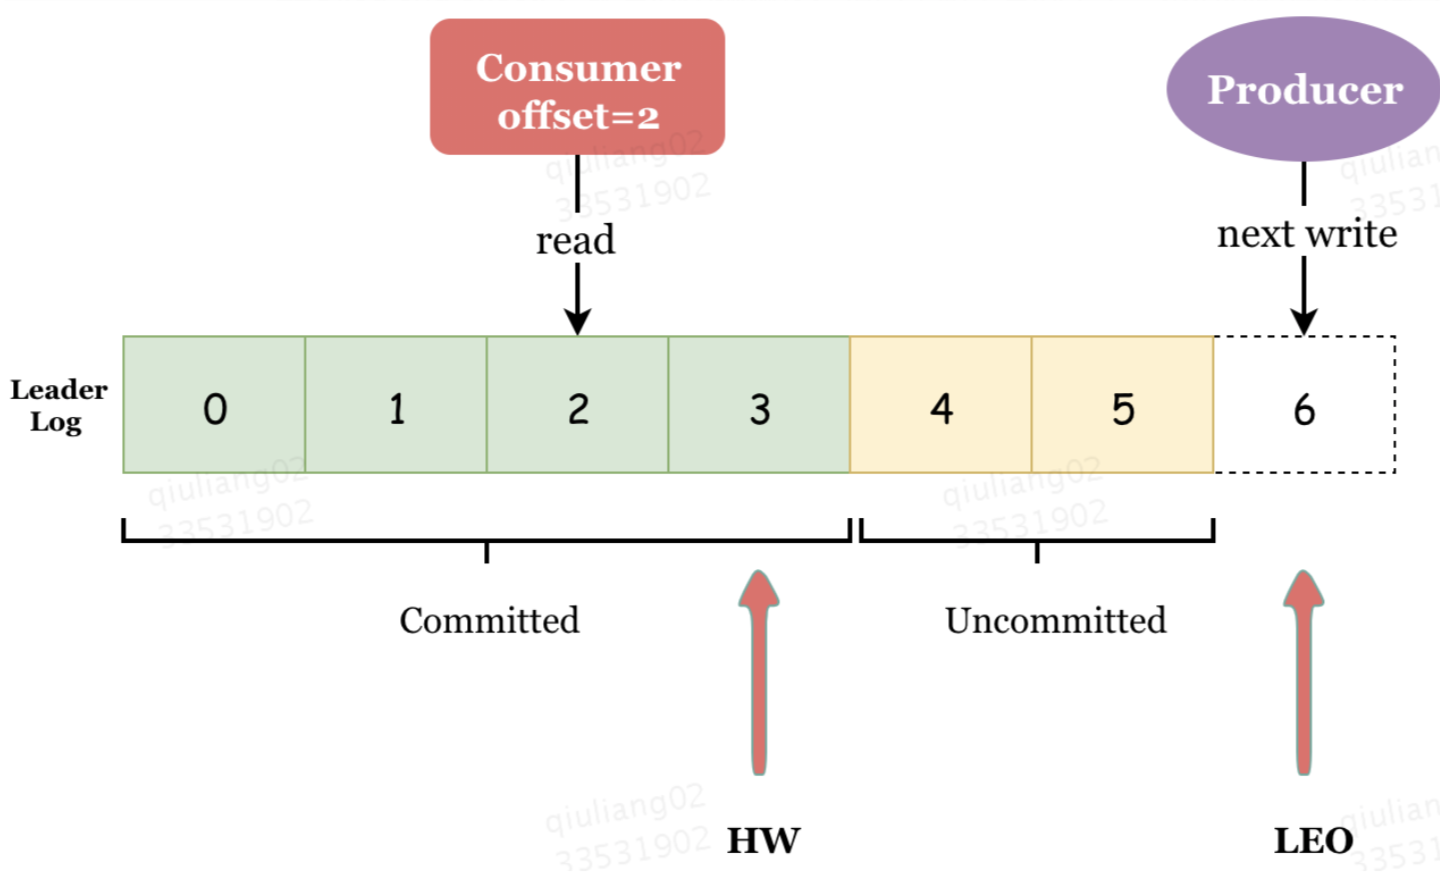 Consumer
offset=2
Producer
qiuliang02
33531902
qiulian
33531
read
next write
Leader
Log
0
1
2
3
4
5
6
qiuliang02
33531902
qiuliang02
33531902
Committed
Uncommitted
qiuliang02
33531902
qiulian
33531
HW
LEO